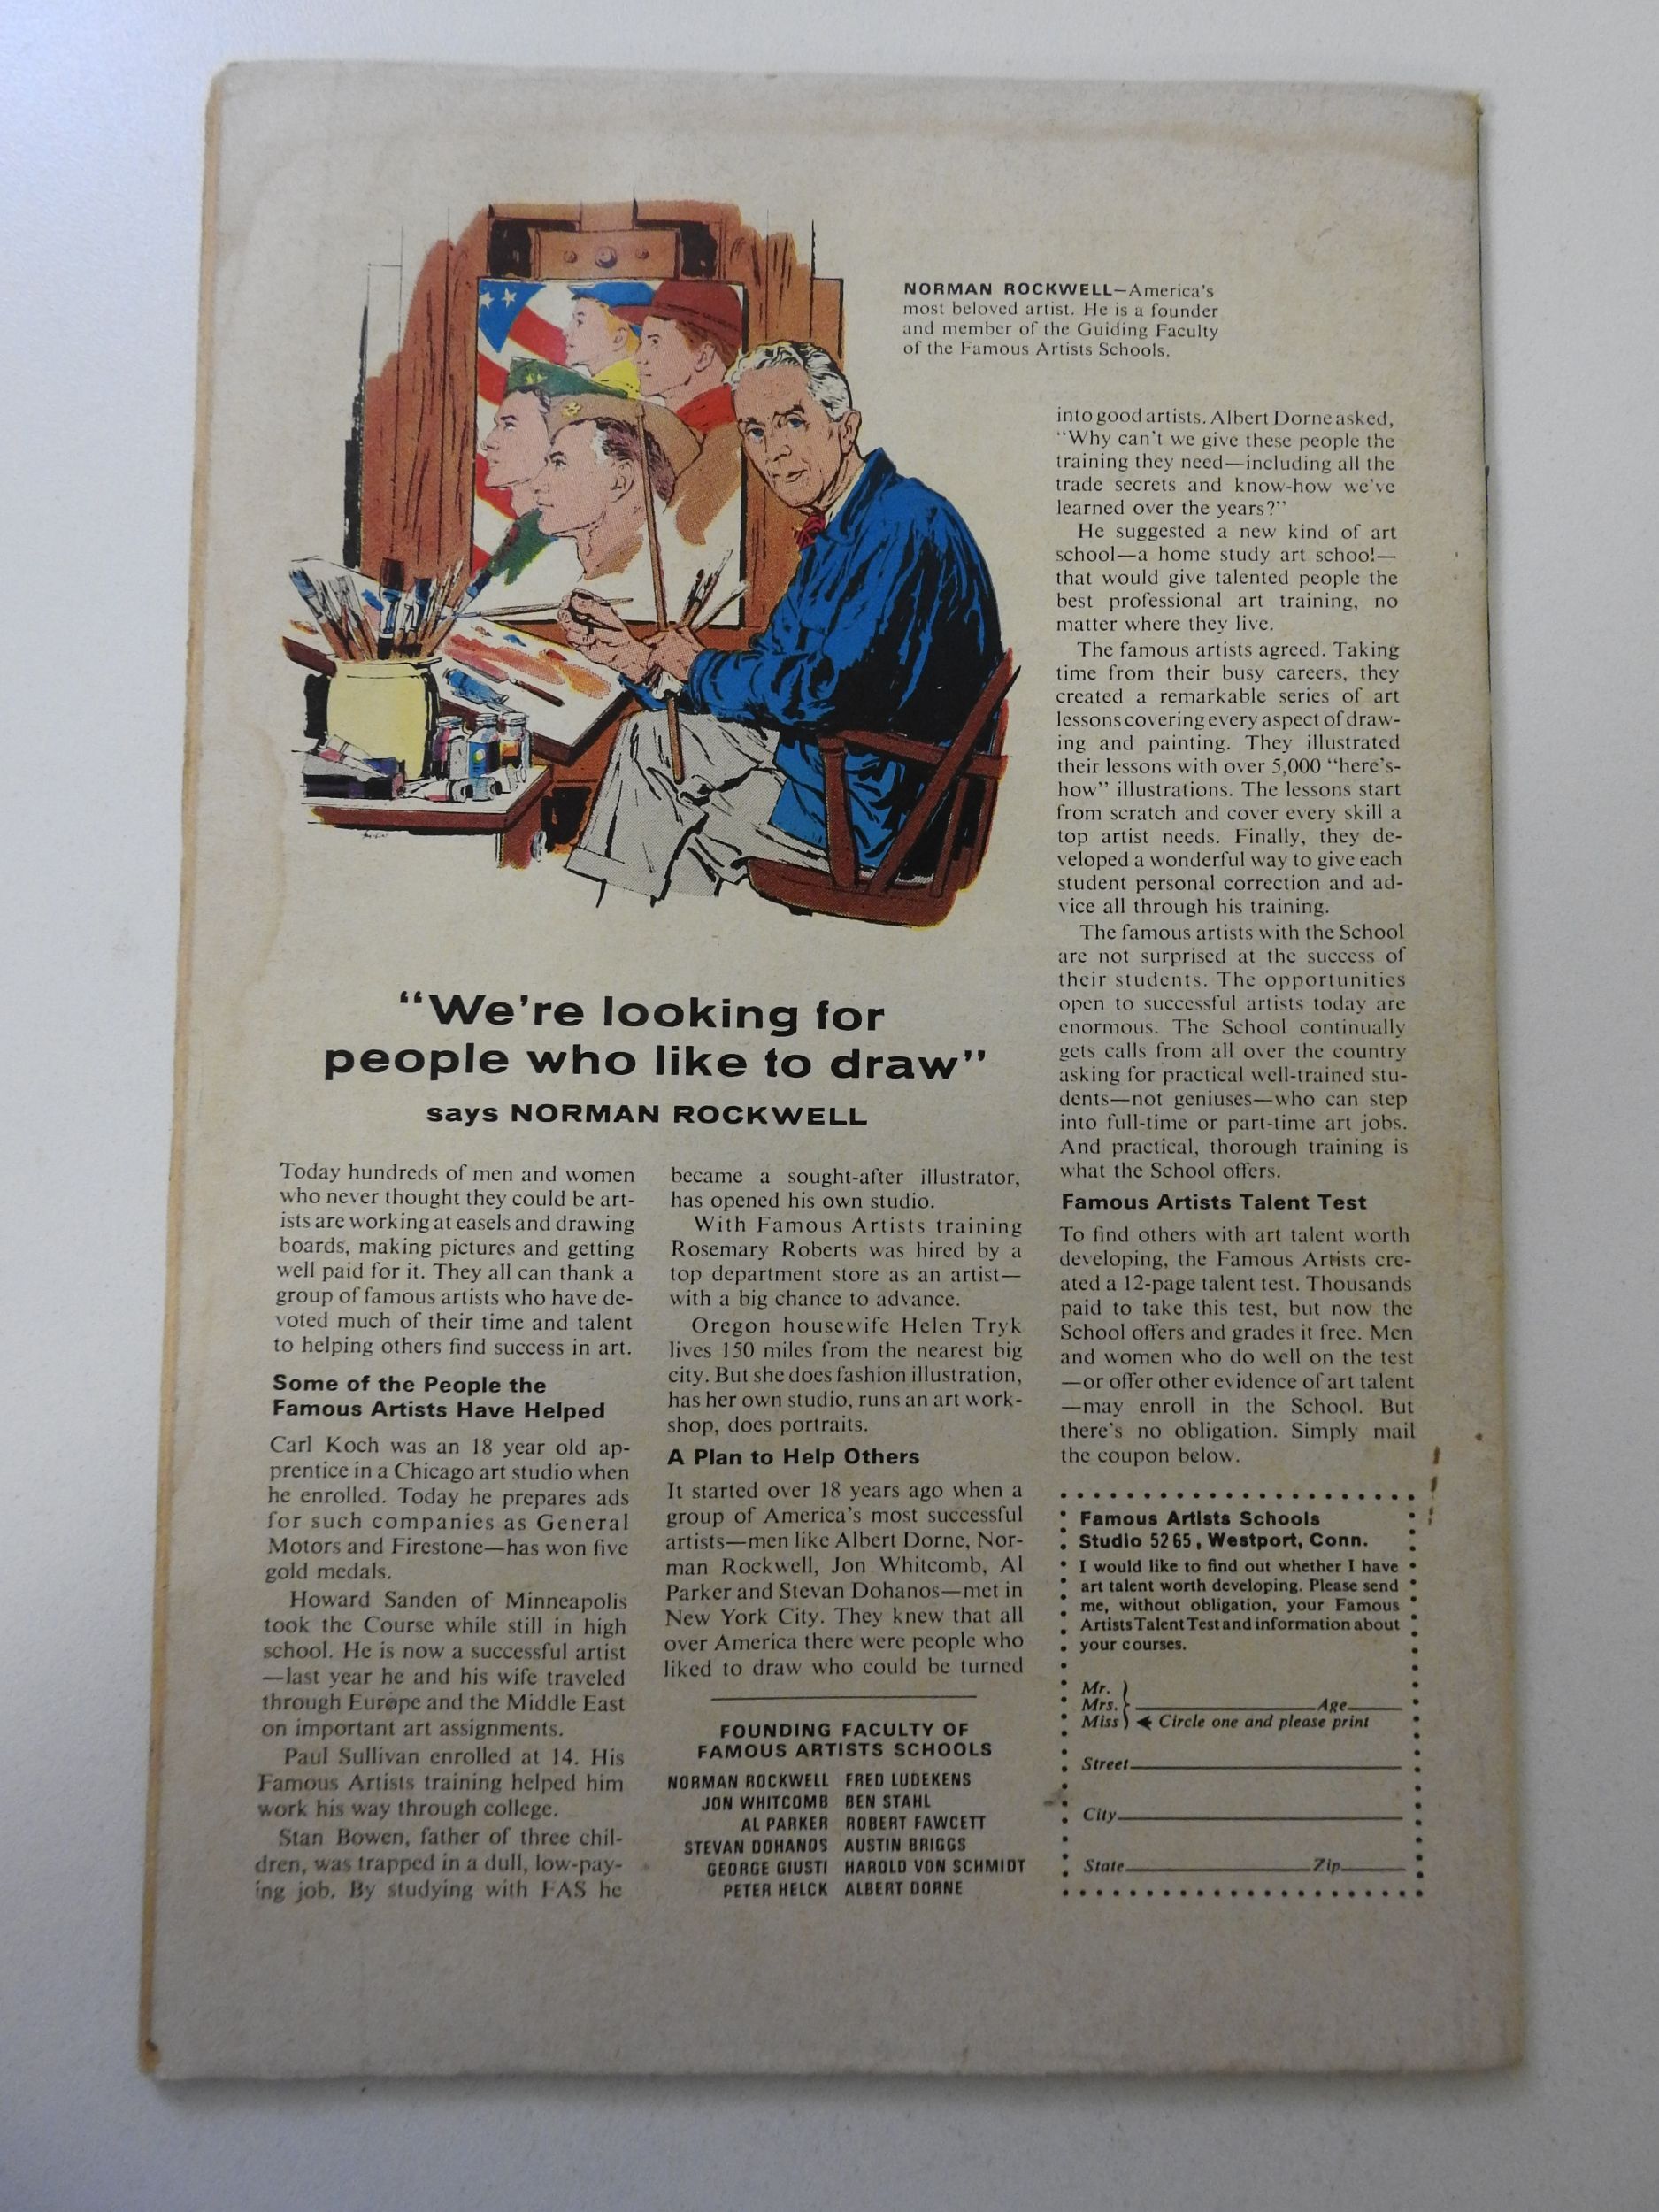 NORMAN ROCKWELL—America's
most beloved artist. He is a founder
and member of the Guiding Faculty
of the Famous Artists Schools.
"We're looking for
people who like to draw"
says NORMAN ROCKWELL
Today hundreds of men and women
who never thought they could be art-
ists are working at easels and drawing
boards, making pictures and getting
well paid for it. They all can thank a
group of famous artists who have de-
voted much of their time and talent
to helping others find success in art.
Some of the People the
Famous Artists Have Helped
Carl Koch was an 18 year old ap-
prentice in a Chicago art studio when
he enrolled. Today he prepares ads
for such companies as General
Motors and Firestone—has won five
gold medals.
Howard Sanden of Minneapolis
took the Course while still in high
school. He is now a successful artist
—last year he and his wife traveled
through Europe and the Middle East
on important art assignments.
Paul Sullivan enrolled at 14. His
Famous Artists training helped him
work his way through college.
Stan Bowen, father of three chil-
dren, was trapped in a dull, low-pay-
ing job. By studying with FAS he
became a sought-after illustrator,
has opened his own studio.
With Famous Artists training
Rosemary Roberts was hired by a
top department store as an artist—
with a big chance to advance.
Oregon housewife Helen Tryk
lives 150 miles from the nearest big
city. But she does fashion illustration,
has her own studio, runs an art work-
shop, does portraits.
A Plan to Help Others
It started over 18 years ago when a
group of America's most successful
artists—men like Albert Dorne, Nor-
man Rockwell, Jon Whitcomb, Al
Parker and Stevan Dohanos—met in
New York City. They knew that all
over America there were people who
liked to draw who could be turned
FOUNDING FACULTY OF
FAMOUS ARTISTS SCHOOLS
NORMAN ROCKWELL FRED LUDEKENS
JON WHITCOMB BEN STAHL
AL PARKER ROBERT FAWCETT
STEVAN DOHANOS AUSTIN BRIGGS
GEORGE GIUSTI HAROLD VON SCHMIDT
PETER HELCK ALBERT DORNE
into good artists. Albert Dorne asked,
"Why can't we give these people the
training they need—including all the
trade secrets and know-how we've
learned over the years?"
He suggested a new kind of art
school—a home study art school—
that would give talented people the
best professional art training, no
matter where they live.
The famous artists agreed. Taking
time from their busy careers, they
created a remarkable series of art
lessons covering every aspect of draw-
ing and painting. They illustrated
their lessons with over 5,000 "here's-
how" illustrations. The lessons start
from scratch and cover every skill a
top artist needs. Finally, they de-
veloped a wonderful way to give each
student personal correction and ad-
vice all through his training.
The famous artists with the School
are not surprised at the success of
their students. The opportunities
open to successful artists today are
enormous. The School continually
gets calls from all over the country
asking for practical well-trained stu-
dents—not geniuses—who can step
into full-time or part-time art jobs.
And practical, thorough training is
what the School offers.
Famous Artists Talent Test
To find others with art talent worth
developing, the Famous Artists cre-
ated a 12-page talent test. Thousands
paid to take this test, but now the
School offers and grades it free. Men
and women who do well on the test
—or offer other evidence of art talent
—may enroll in the School. But
there's no obligation. Simply mail
the coupon below.
Famous Artists Schools
Studio 5265, Westport, Conn.
I would like to find out whether I have
art talent worth developing. Please send
me, without obligation, your Famous
Artists Talent Test and information about
your courses.
Mr.
Mrs. Age
Miss Circle one and please print
Street
City
State Zip